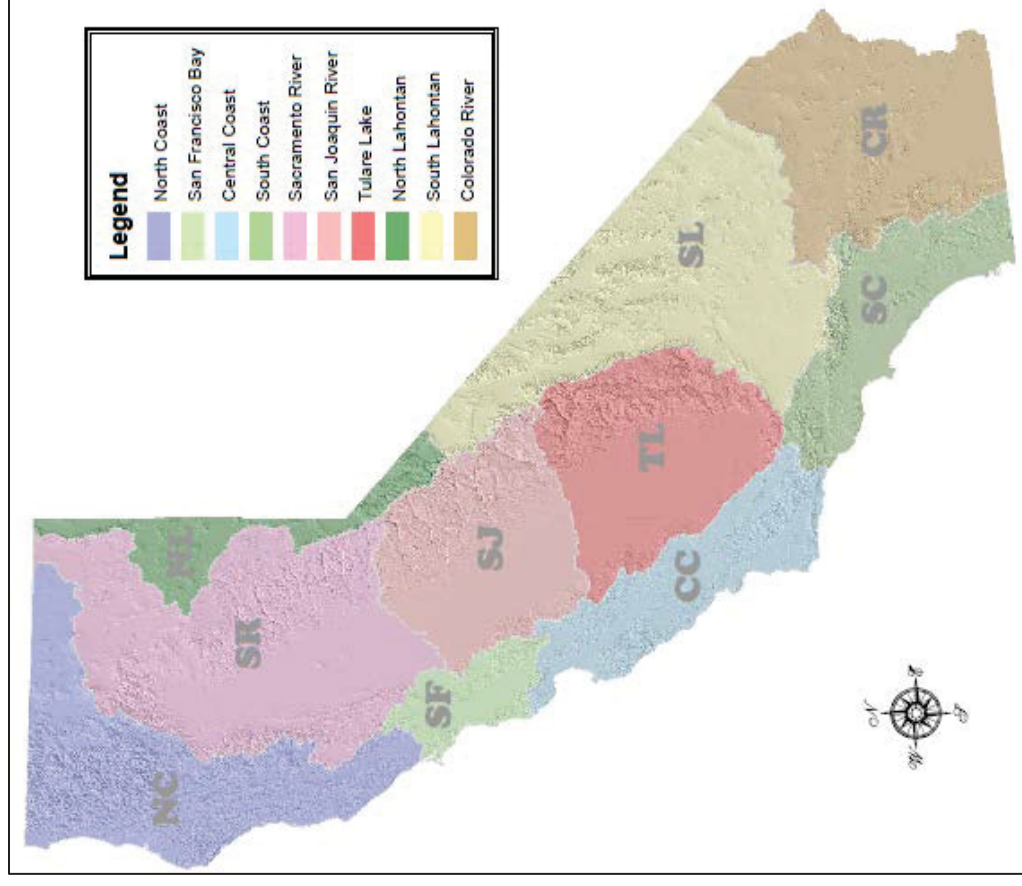 Legend
North Coast
San Francisco Bay
Central Coast
South Coast
Sacramento River
San Joaquin River
Tulare Lake
North Lahontan
South Lahontan
Colorado River
NC
NL
SR
SF
SJ
TL
CC
SL
SC
CR
N